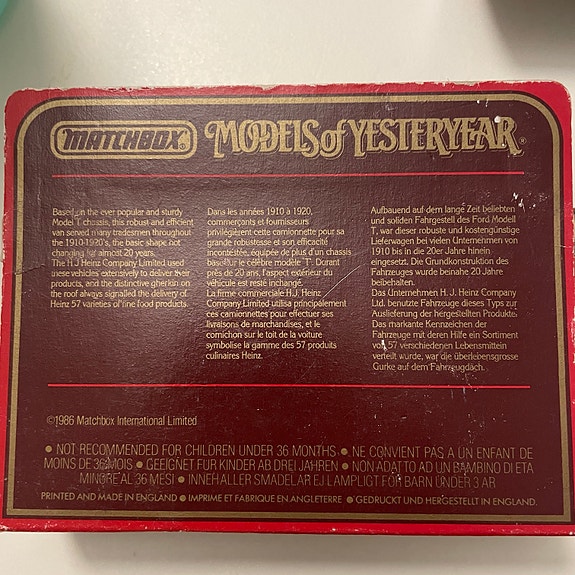 MATCHBOX MODELS of YESTERYEAR®
Based on the ever popular and sturdy
Model T chassis, this robust and efficient
van served many tradesmen throughout
the 1910-1920's, the basic shape not
changing for almost 20 years.
The H.J Heinz Company Limited used
these vehicles extensively to deliver their
products, and the distinctive gherkin on
the roof always signalled the delivery of
Heinz 57 varieties of fine food products.
Dans les années 1910 à 1920,
commerçants et fournisseurs
privilégièrent cette camionnette pour sa
grande robustesse et son efficacité
incontestée, équipée de plus d'un chassis
basé sur le célèbre modèle "T". Durant
près de 20 ans, l'aspect extérieur du
véhicule est resté inchangé.
La firme commerciale H.J. Heinz
Company Limited utilisa principalement
ces camionnettes pour effectuer ses
livraisons de marchandises, et le
cornichon sur le toit de la voiture
symbolise la gamme des 57 produits
culinaires Heinz.
Aufbauend auf dem lange Zeit beliebten
und soliden Fahrgestell des Ford Modell
T, war dieser robuste und kostengünstige
Lieferwagen bei vielen Unternehmen von
1910 bis in die 20er Jahre hinein
eingesetzt. Die Grundkonstruktion des
Fahrzeuges wurde beinahe 20 Jahre
beibehalten.
Das Unternehmen H. J. Heinz Company
Ltd. benutzte Fahrzeuge dieses Typs zur
Auslieferung der hergestellten Produkte.
Das markante Kennzeichen der
Fahrzeuge mit deren Hilfe ein Sortiment
von 57 verschiedenen Lebensmitteln
verteilt wurde, war die überlebensgrosse
Gurke auf dem Fahrzeugdach.
©1986 Matchbox International Limited
● NOT RECOMMENDED FOR CHILDREN UNDER 36 MONTHS ● NE CONVIENT PAS A UN ENFANT DE
MOINS DE 36 MOIS ● GEEIGNET FUR KINDER AB DREI JAHREN ● NON ADATTO AD UN BAMBINO DI ETA
MINORE AL 36 MESI ● INNEHALLER SMADELAR EJ LAMPLIGT FOR BARN UNDER 3 AR
PRINTED AND MADE IN ENGLAND ● IMPRIME ET FABRIQUE EN ANGLETERRE ● GEDRUCKT UND HERGESTELLT IN ENGLAND.